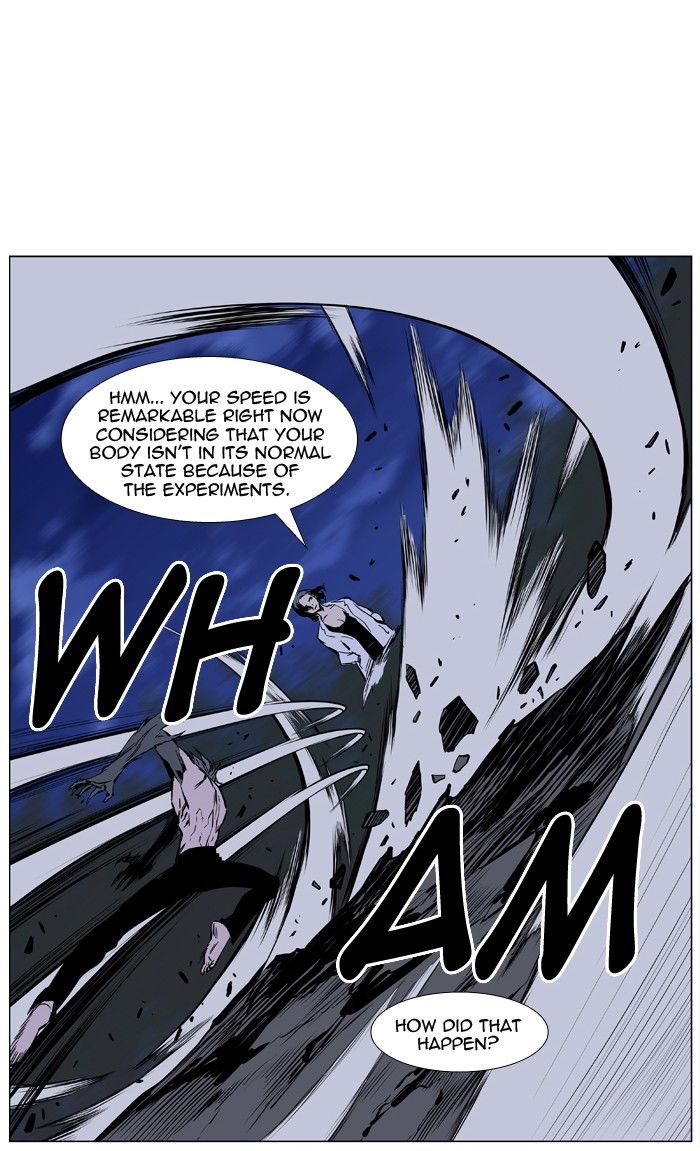 HMM... YOUR SPEED IS
REMARKABLE RIGHT NOW
CONSIDERING THAT YOUR
BODY ISN'T IN ITS NORMAL
STATE BECAUSE OF
THE EXPERIMENTS.
WH
AM
HOW DID THAT
HAPPEN?